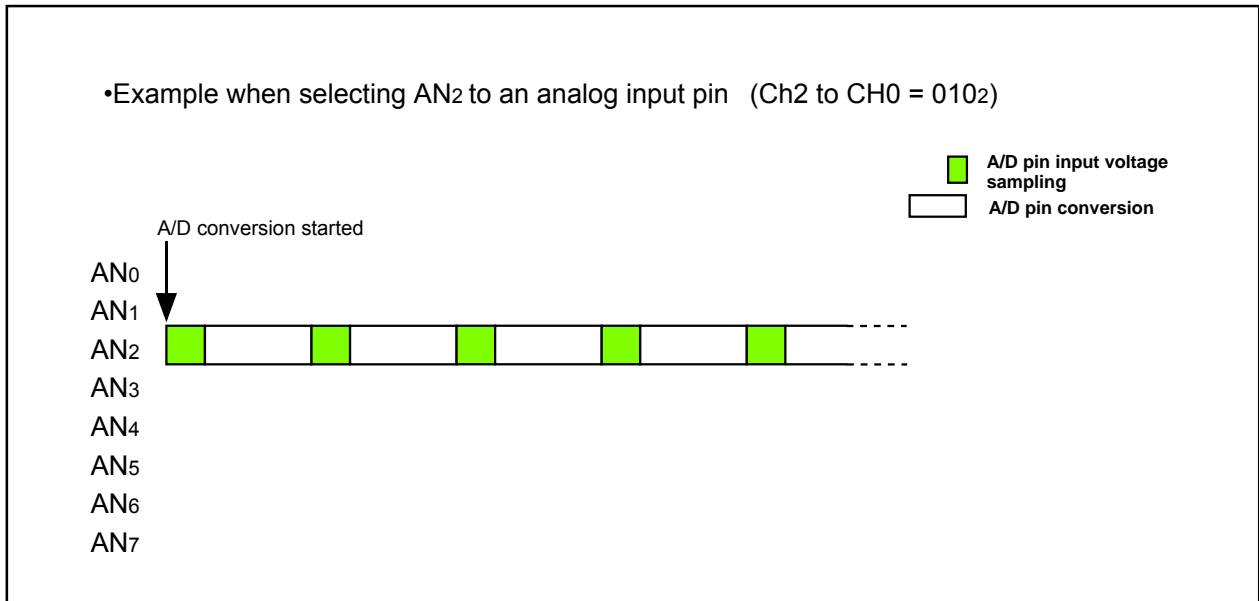 •Example when selecting AN2 to an analog input pin (Ch2 to CH0 = 0102)
A/D pin input voltage
sampling
A/D pin conversion
A/D conversion started
AN0
AN1
AN2
AN3
AN4
AN5
AN6
AN7